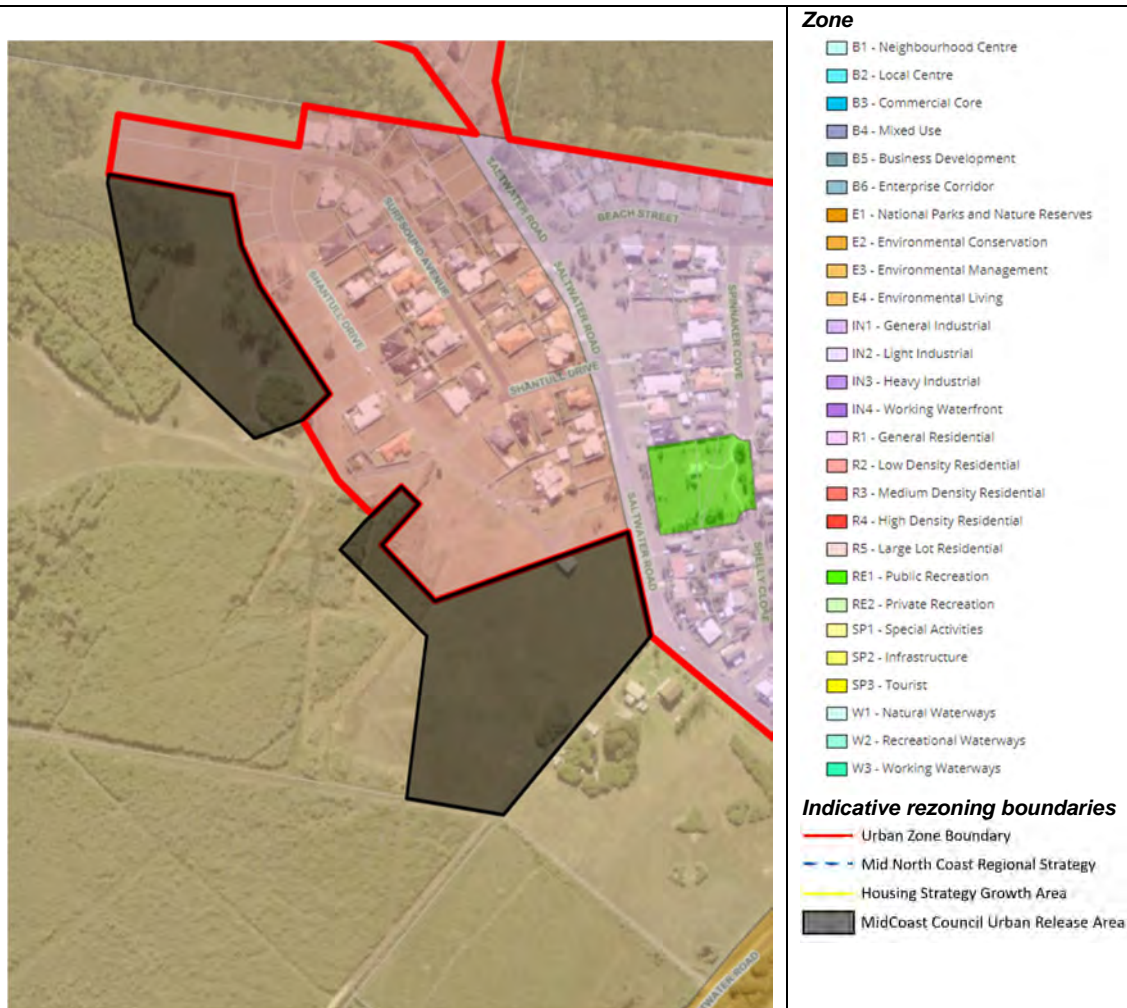 SALTWATER ROAD
BEACH STREET
SURFSOUND AVENUE
SHANTULL DRIVE
SALTWATER ROAD
SPINNAKER COVE
SHANTULL DRIVE
SALTWATER ROAD
SHELLY CLOSE
SALTWATER ROAD
Zone
B1 - Neighbourhood Centre
B2 - Local Centre
B3 - Commercial Core
B4 - Mixed Use
B5 - Business Development
B6 - Enterprise Corridor
E1 - National Parks and Nature Reserves
E2 - Environmental Conservation
E3 - Environmental Management
E4 - Environmental Living
IN1 - General Industrial
IN2 - Light Industrial
IN3 - Heavy Industrial
IN4 - Working Waterfront
R1 - General Residential
R2 - Low Density Residential
R3 - Medium Density Residential
R4 - High Density Residential
R5 - Large Lot Residential
RE1 - Public Recreation
RE2 - Private Recreation
SP1 - Special Activities
SP2 - Infrastructure
SP3 - Tourist
W1 - Natural Waterways
W2 - Recreational Waterways
W3 - Working Waterways
Indicative rezoning boundaries
Urban Zone Boundary
Mid North Coast Regional Strategy
Housing Strategy Growth Area
MidCoast Council Urban Release Area